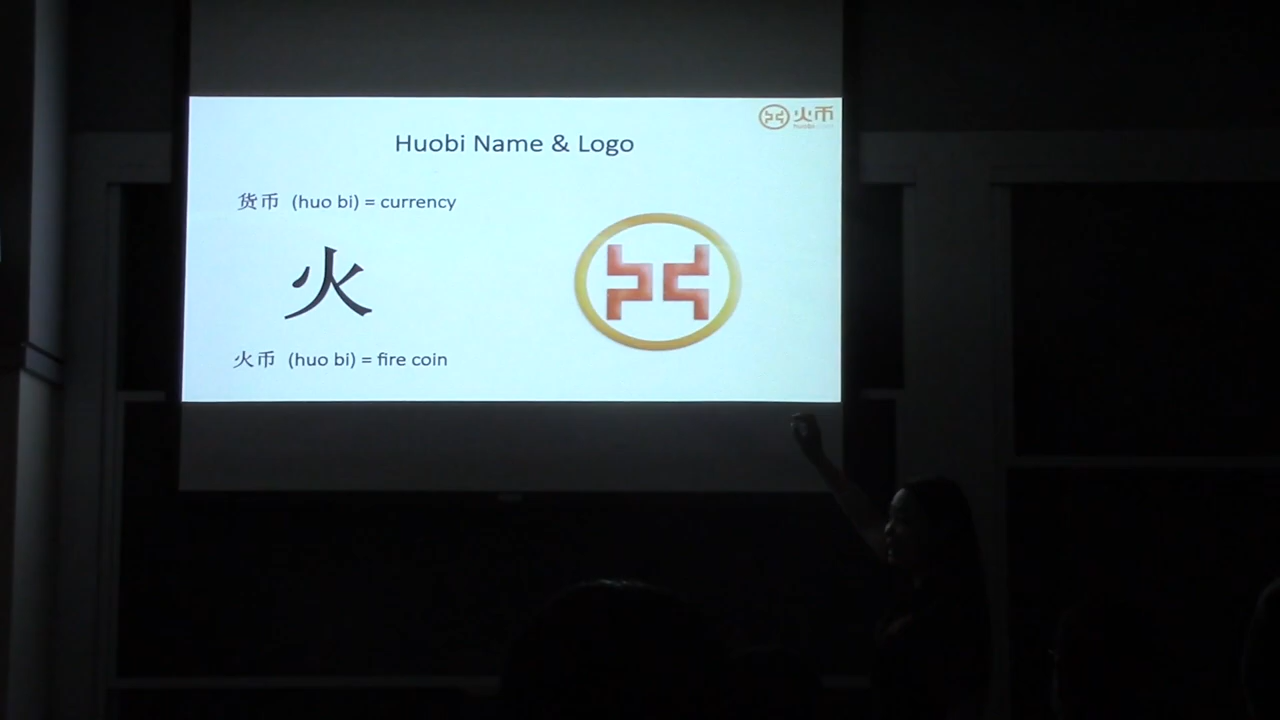 火币
Huobi Name & Logo
货币 (huo bi) = currency
火
火币 (huo bi) = fire coin